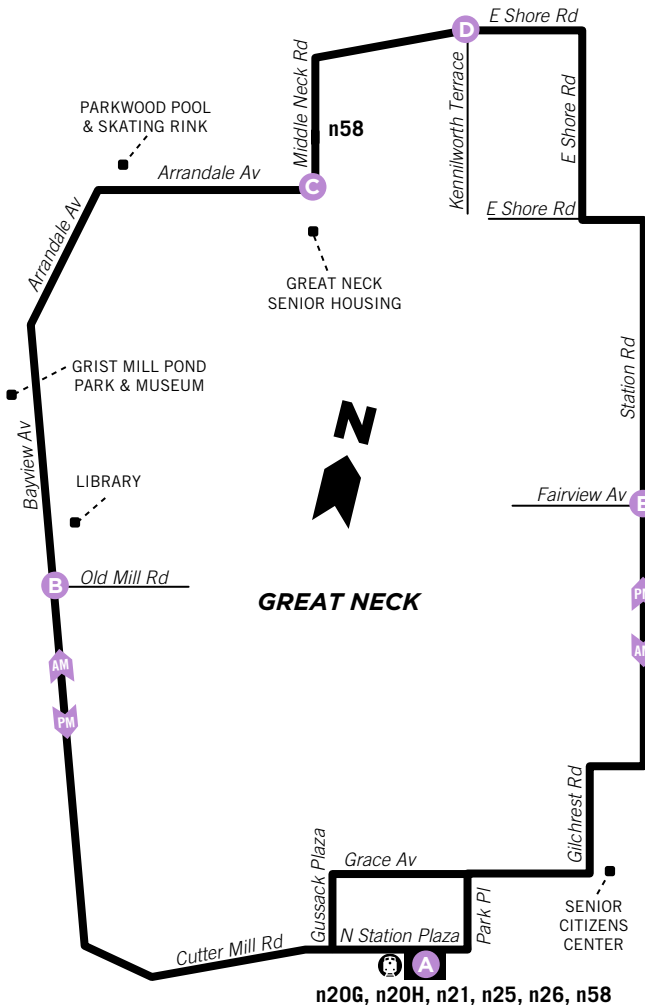 E Shore Rd
D
Middle Neck Rd
n58
PARKWOOD POOL
& SKATING RINK
Arrandale Av
C
Kennilworth Terrace
E Shore Rd
E Shore Rd
Arrandale Av
GREAT NECK
SENIOR HOUSING
GRIST MILL POND
PARK & MUSEUM
Bayview Av
N
Station Rd
LIBRARY
Fairview Av
E
B
Old Mill Rd
GREAT NECK
PM
AM
AM
PM
Gilchrest Rd
Gussack Plaza
Grace Av
Park Pl
SENIOR
CITIZENS
CENTER
Cutter Mill Rd
N Station Plaza
A
n20G, n20H, n21, n25, n26, n58